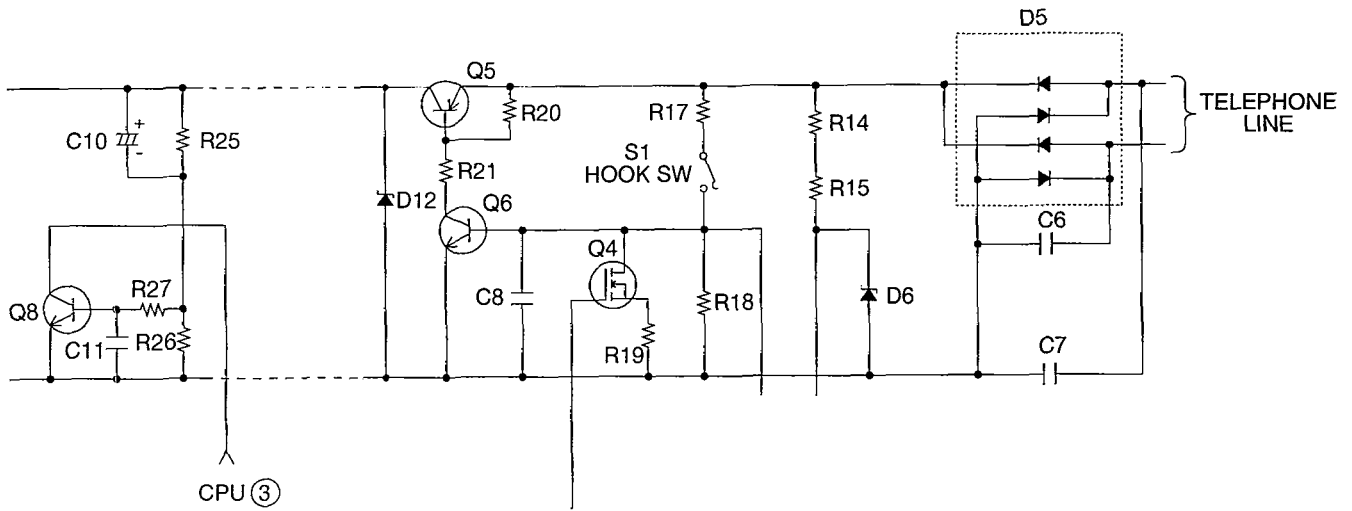 D5
Q5
C10
+
-
R25
R20
R17
R14
TELEPHONE
LINE
S1
HOOK SW
R21
R15
D12
Q6
C6
Q4
R27
C8
R18
D6
Q8
C11
R26
R19
C7
CPU ③